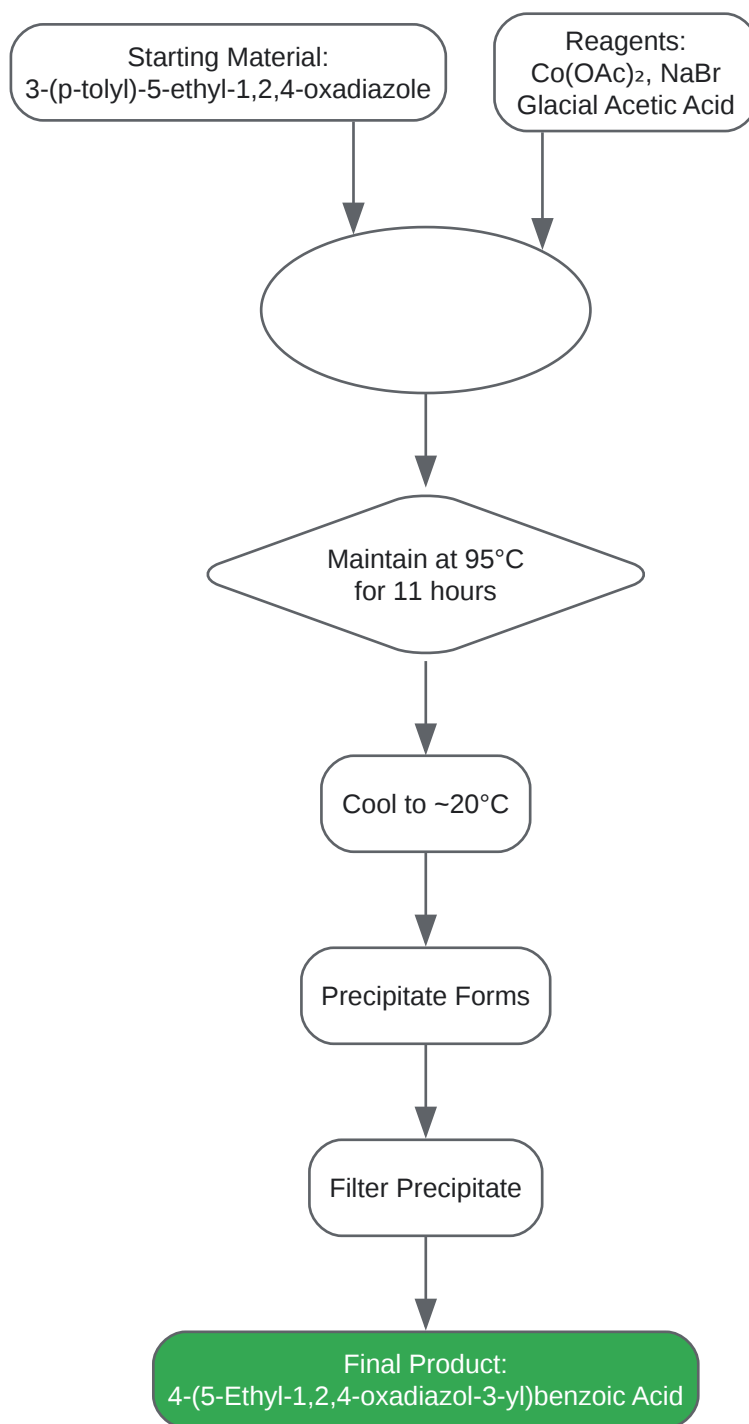 Starting Material:
3-(p-tolyl)-5-ethyl-1,2,4-oxadiazole
Reagents:
Co(OAc)₂, NaBr
Glacial Acetic Acid
Maintain at 95°C
for 11 hours
Cool to ~20°C
Precipitate Forms
Filter Precipitate
Final Product:
4-(5-Ethyl-1,2,4-oxadiazol-3-yl)benzoic Acid